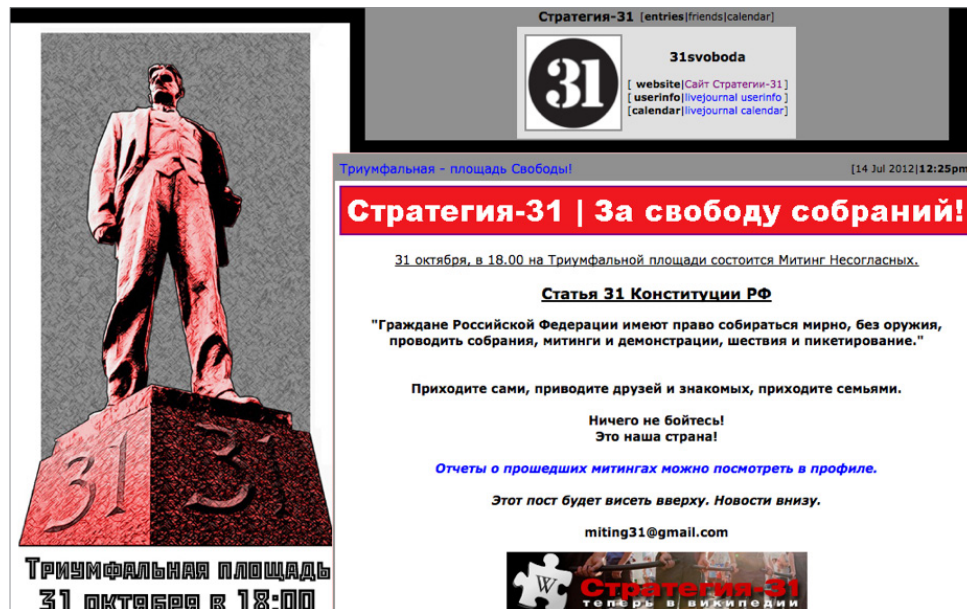 Стратегия-31 [entries|friends|calendar]
31
31svoboda
[ website|Сайт Стратегии-31]
[ userinfo|livejournal userinfo ]
[calendar|livejournal calendar]
Триумфальная - площадь Свободы!
[14 Jul 2012|12:25pm
Стратегия-31 | За свободу собраний!
31 октября, в 18.00 на Триумфальной площади состоится Митинг Несогласных.
Статья 31 Конституции РФ
"Граждане Российской Федерации имеют право собираться мирно, без оружия,
проводить собрания, митинги и демонстрации, шествия и пикетирование."
Приходите сами, приводите друзей и знакомых, приходите семьями.
Ничего не бойтесь!
Это наша страна!
Отчеты о прошедших митингах можно посмотреть в профиле.
Этот пост будет висеть вверху. Новости внизу.
miting31@gmail.com
W
Стратегия-31
теперь в википедии
31 31
Триумфальная площадь
31 октября в 18:00